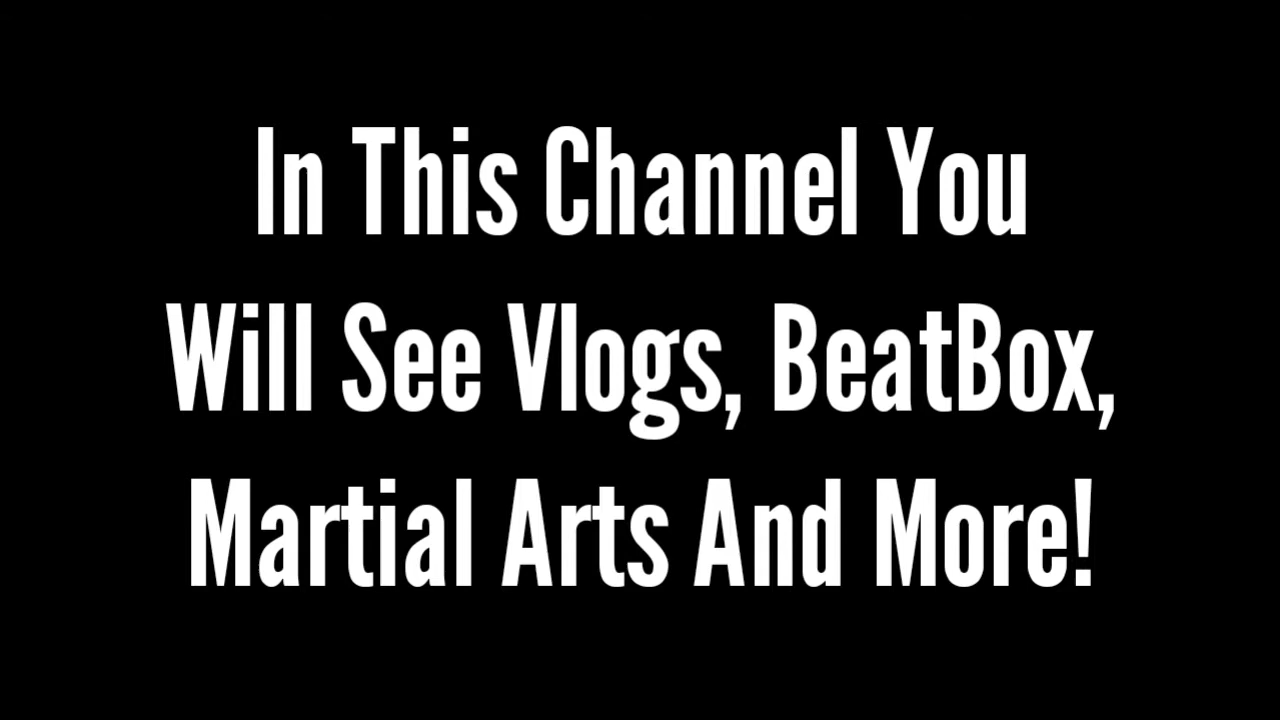 In This Channel You
Will See Vlogs, BeatBox,
Martial Arts And More!